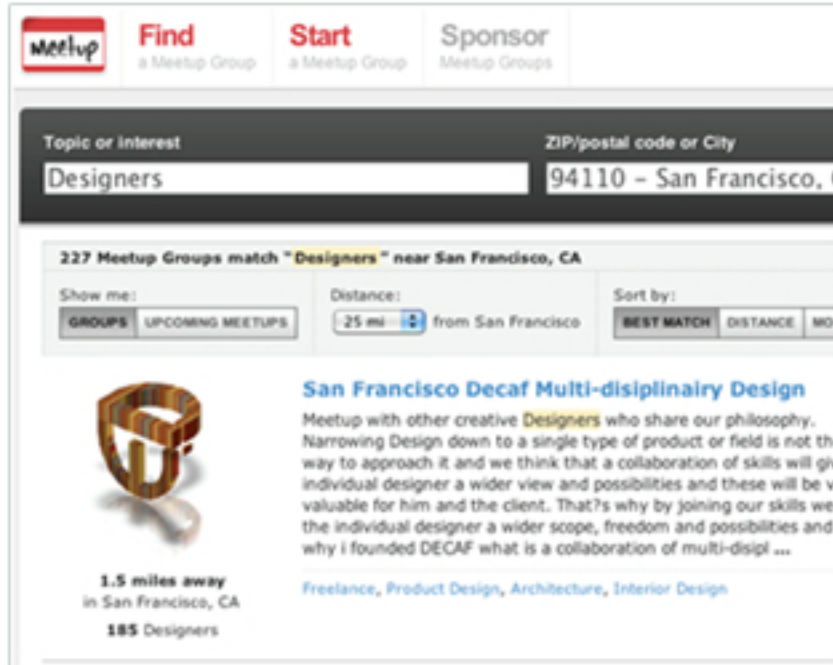 Meetup
Find
a Meetup Group
Start
a Meetup Group
Sponsor
Meetup Groups
Topic or interest
ZIP/postal code or City
Designers
94110 – San Francisco,
227 Meetup Groups match "Designers" near San Francisco, CA
Show me:
Distance:
Sort by:
GROUPS UPCOMING MEETUPS
25 mi from San Francisco
BEST MATCH DISTANCE MO
San Francisco Decaf Multi-disiplinairy Design
Meetup with other creative Designers who share our philosophy.
Narrowing Design down to a single type of product or field is not th
way to approach it and we think that a collaboration of skills will giv
individual designer a wider view and possibilities and these will be v
valuable for him and the client. That?s why by joining our skills we
the individual designer a wider scope, freedom and possibilities and
why i founded DECAF what is a collaboration of multi-disipl ...
Freelance, Product Design, Architecture, Interior Design
1.5 miles away
in San Francisco, CA
185 Designers